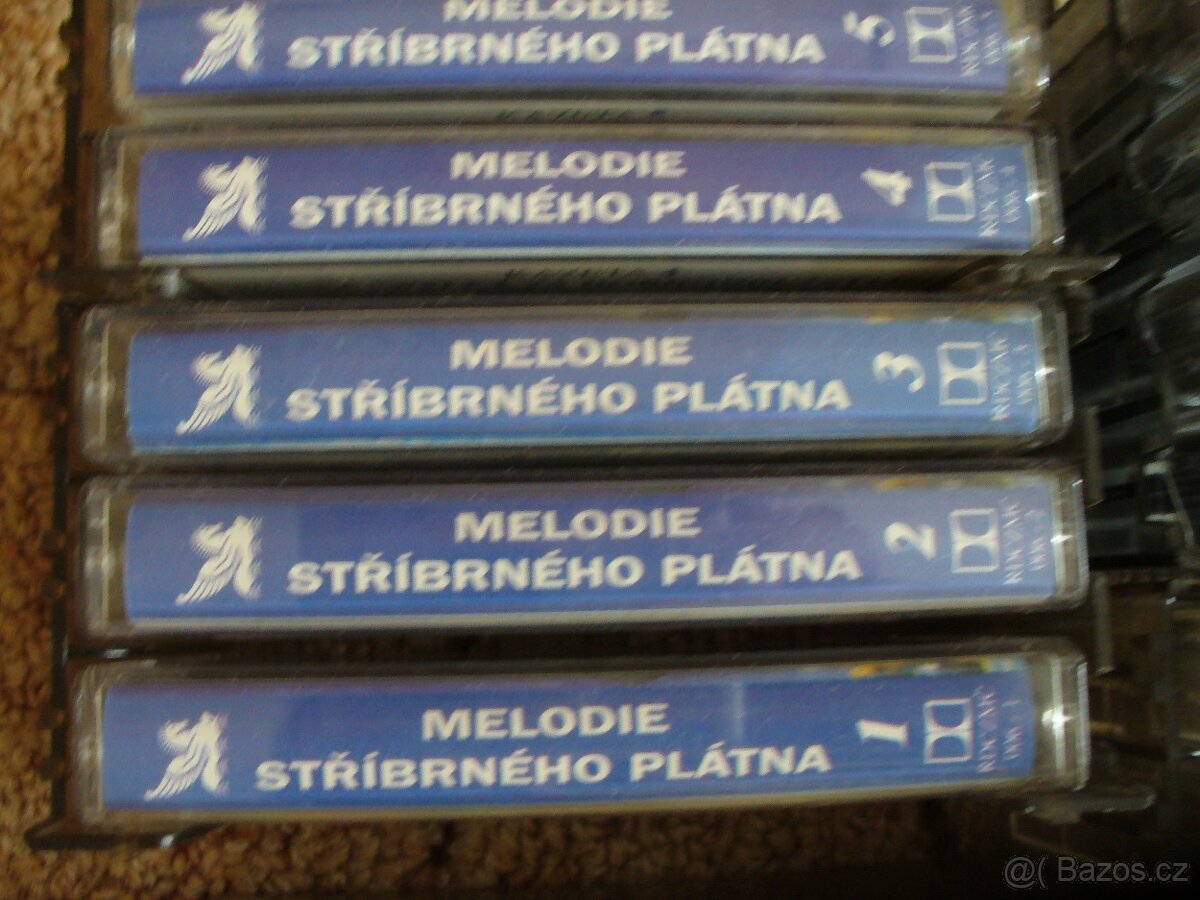 MELODIE
STŘÍBRNÉHO PLÁTNA
5
MELODIE
STŘÍBRNÉHO PLÁTNA
4
MELODIE
STŘÍBRNÉHO PLÁTNA
3
MELODIE
STŘÍBRNÉHO PLÁTNA
2
MELODIE
STŘÍBRNÉHO PLÁTNA
1
@( Bazos.cz